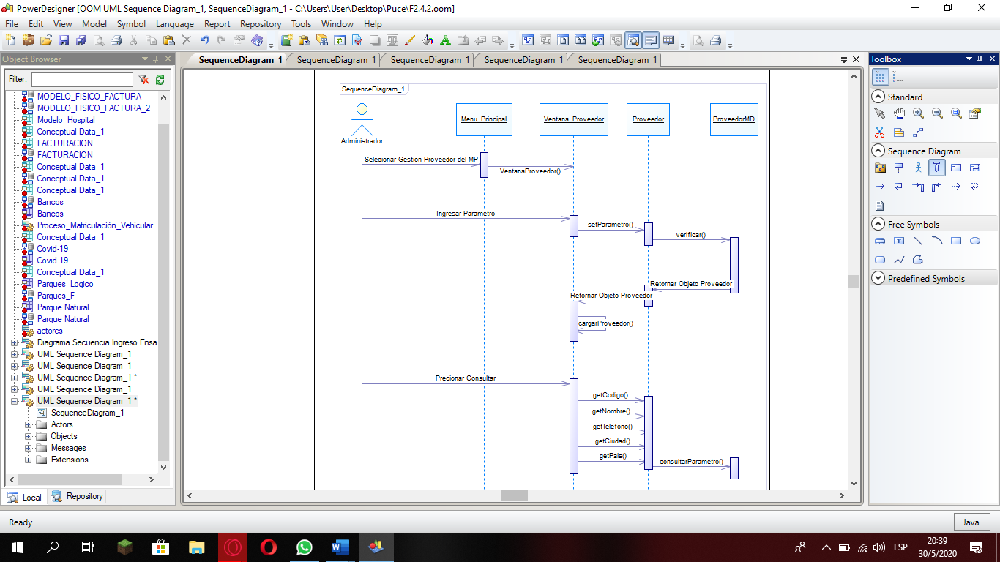 PowerDesigner [OOM UML Sequence Diagram_1, SequenceDiagram_1 - C:\Users\User\Desktop\Puce\F2.4.2.oom]
File Edit View Model Symbol Language Report Repository Tools Window Help
Object Browser
Filter:
MODELO_FISICO_FACTURA
MODELO_FISICO_FACTURA_2
Modelo_Hospital
Conceptual Data_1
FACTURACION
FACTURACION
Conceptual Data_1
Conceptual Data_1
Conceptual Data_1
Bancos
Bancos
Proceso_Matriculación_Vehicular
Conceptual Data_1
Covid-19
Covid-19
Conceptual Data_1
Parques_Logico
Parques_F
Parque Natural
Parque Natural
actores
Diagrama Secuencia Ingreso Ensa
UML Sequence Diagram_1
UML Sequence Diagram_1
UML Sequence Diagram_1 *
UML Sequence Diagram_1
UML Sequence Diagram_1 *
SequenceDiagram_1
Actors
Objects
Messages
Extensions
Local Repository
SequenceDiagram_1 SequenceDiagram_1 SequenceDiagram_1 SequenceDiagram_1 SequenceDiagram_1
SequenceDiagram_1
Administrador
Menu_Principal
Ventana_Proveedor
Proveedor
ProveedorMD
Selecionar Gestion Proveedor del MP
VentanaProveedor()
Ingresar Parametro
setParametro()
verificar()
Retornar Objeto Proveedor
Retornar Objeto Proveedor
cargarProveedor()
Precionar Consultar
getCodigo()
getNombre()
getTelefono()
getCiudad()
getPais()
consultarParametro()
Toolbox
Standard
Sequence Diagram
Free Symbols
Predefined Symbols
Ready
Java
ESP
20:39
30/5/2020